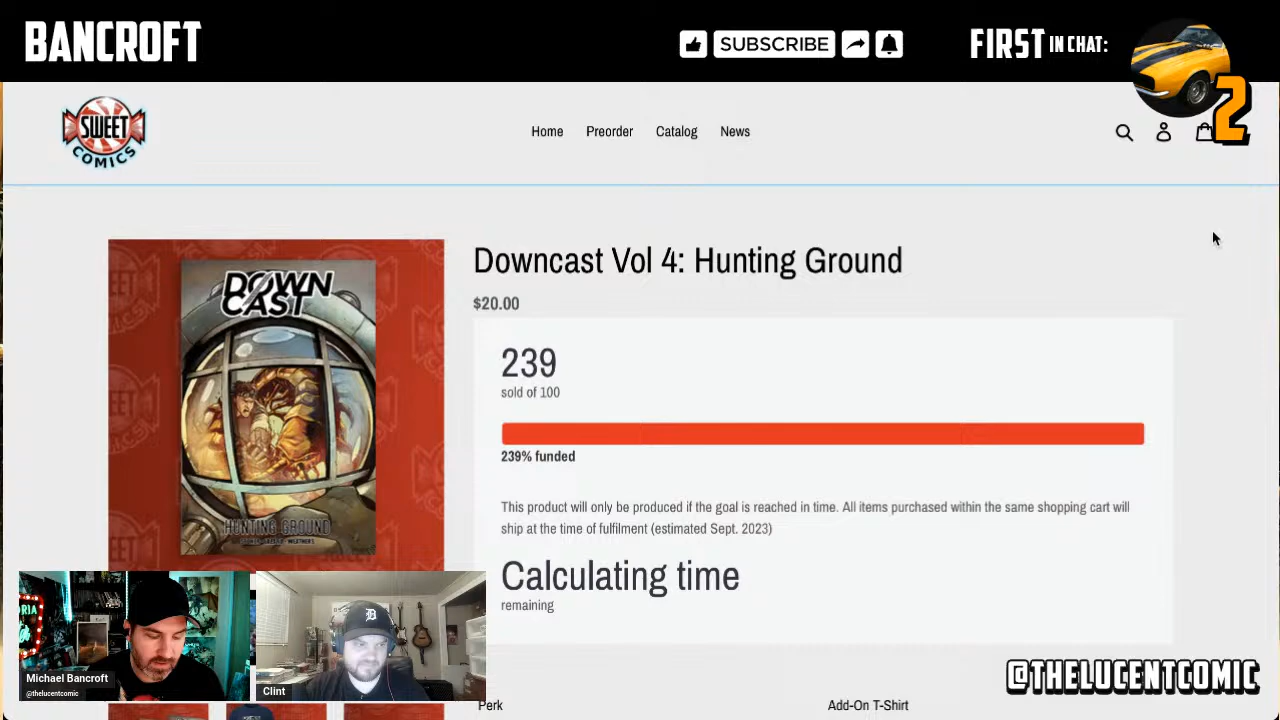 BANCROFT
SUBSCRIBE
FIRST IN CHAT:
2
SWEET
COMICS
Home
Preorder
Catalog
News
DOWN
CAST
HUNTING GROUND
Downcast Vol 4: Hunting Ground
$20.00
239
sold of 100
239% funded
This product will only be produced if the goal is reached in time. All items purchased within the same shopping cart will
ship at the time of fulfilment (estimated Sept. 2023)
Calculating time
remaining
RIA
D
Michael Bancroft
@thelucentcomic
Clint
@THELUCENTCOMIC
Perk
Add-On T-Shirt